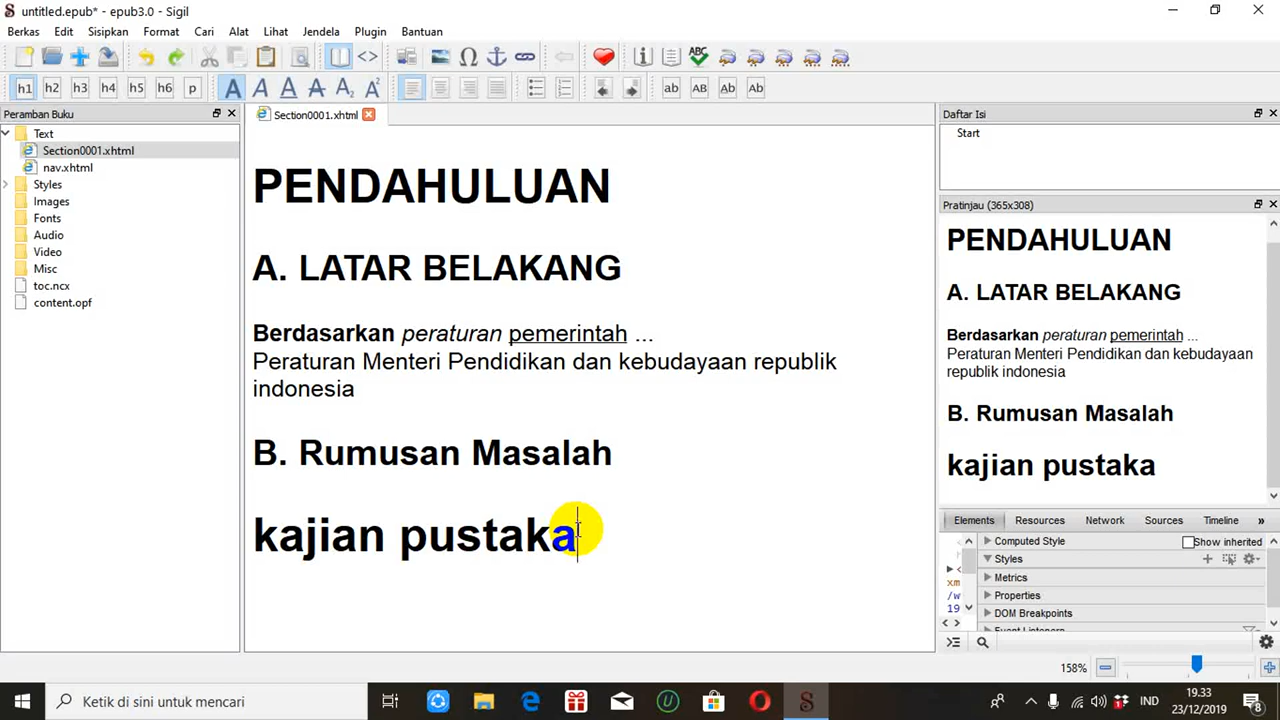 untitled.epub* - epub3.0 - Sigil
Berkas Edit Sisipkan Format Cari Alat Lihat Jendela Plugin Bantuan
h1 h2 h3 h4 h5 h6 p A A A A A₂ A² ab AB Ab Ab
Peramban Buku
Text
Section0001.xhtml
nav.xhtml
Styles
Images
Fonts
Audio
Video
Misc
toc.ncx
content.opf
Section0001.xhtml
PENDAHULUAN
A. LATAR BELAKANG
Berdasarkan peraturan pemerintah ...
Peraturan Menteri Pendidikan dan kebudayaan republik
indonesia
B. Rumusan Masalah
kajian pustaka
Daftar Isi
Start
Pratinjau (365x308)
PENDAHULUAN
A. LATAR BELAKANG
Berdasarkan peraturan pemerintah ...
Peraturan Menteri Pendidikan dan kebudayaan
republik indonesia
B. Rumusan Masalah
kajian pustaka
Elements Resources Network Sources Timeline »
Computed Style Show inherited
Styles
Metrics
Properties
DOM Breakpoints
xm
/w
19
158%
Ketik di sini untuk mencari
IND
19.33
23/12/2019
8